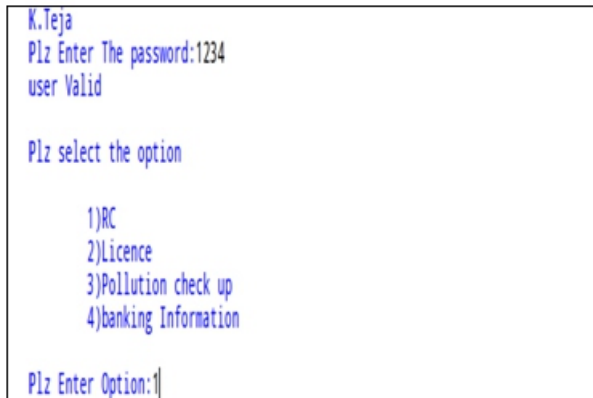 K.Teja
Plz Enter The password:1234
user Valid
Plz select the option
1)RC
2)Licence
3)Pollution check up
4)banking Information
Plz Enter Option:1